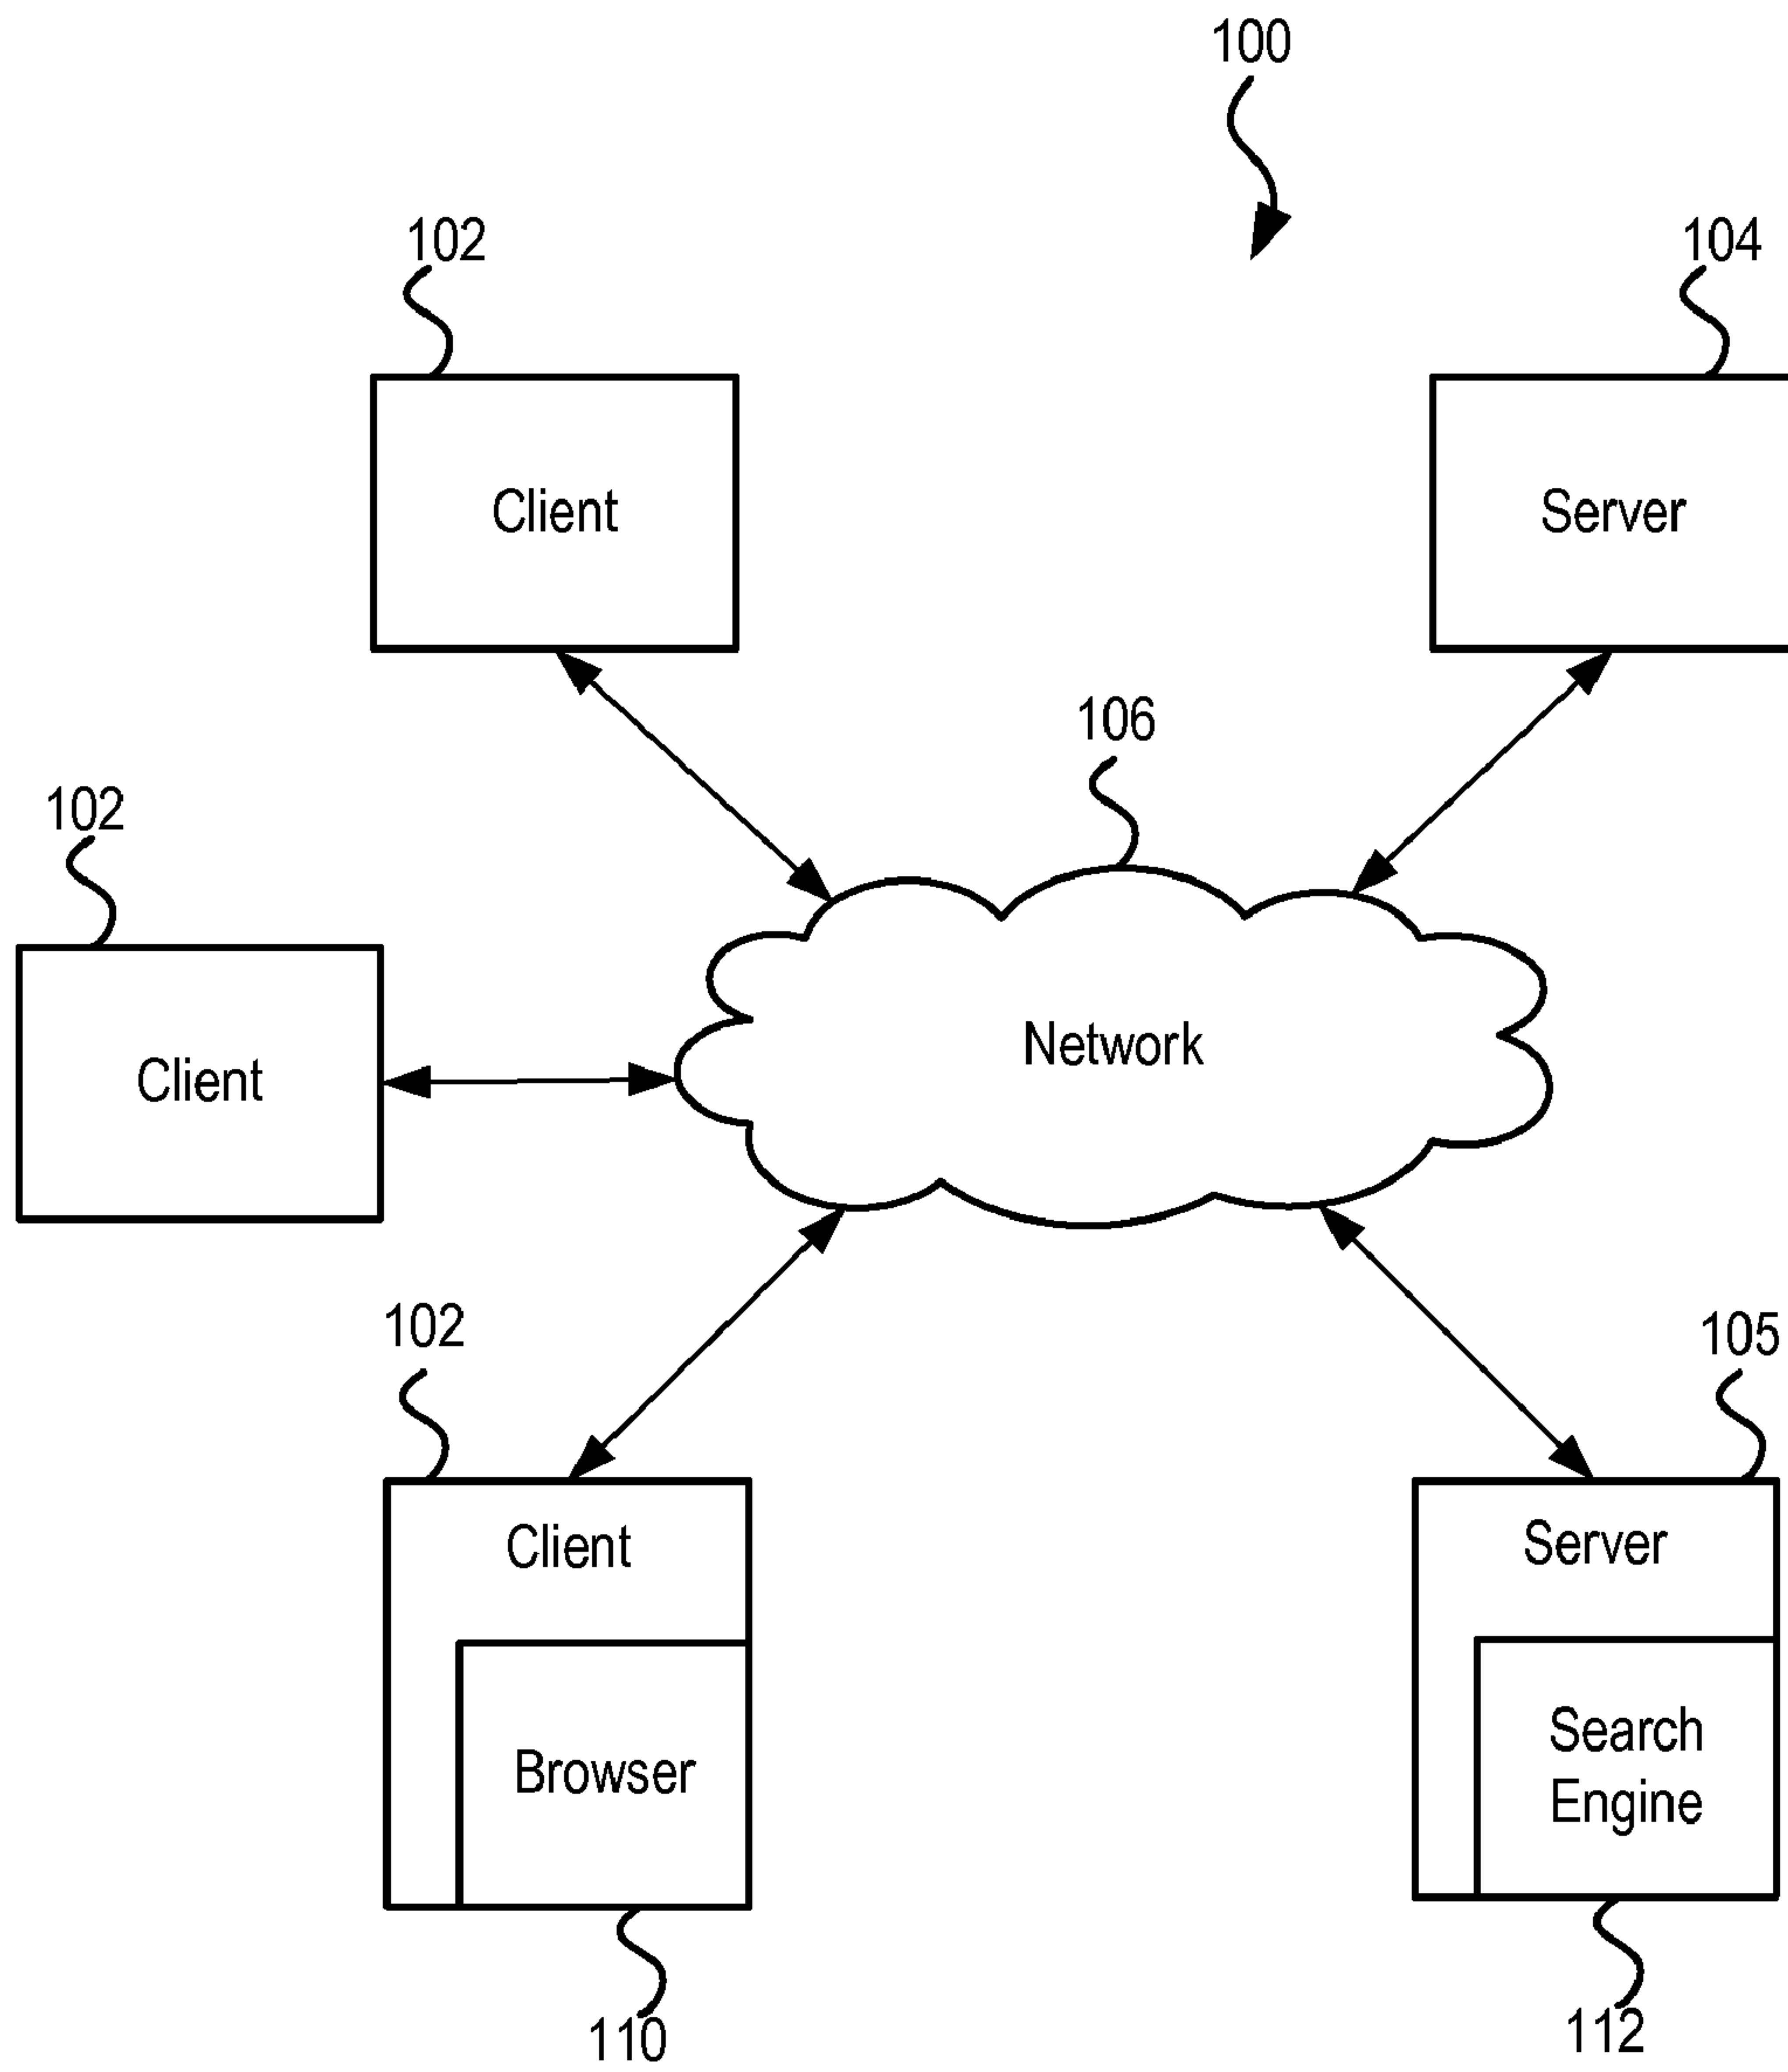 100
102
104
Client
Server
106
102
Network
Client
102
105
Client
Server
Browser
Search
Engine
110
112